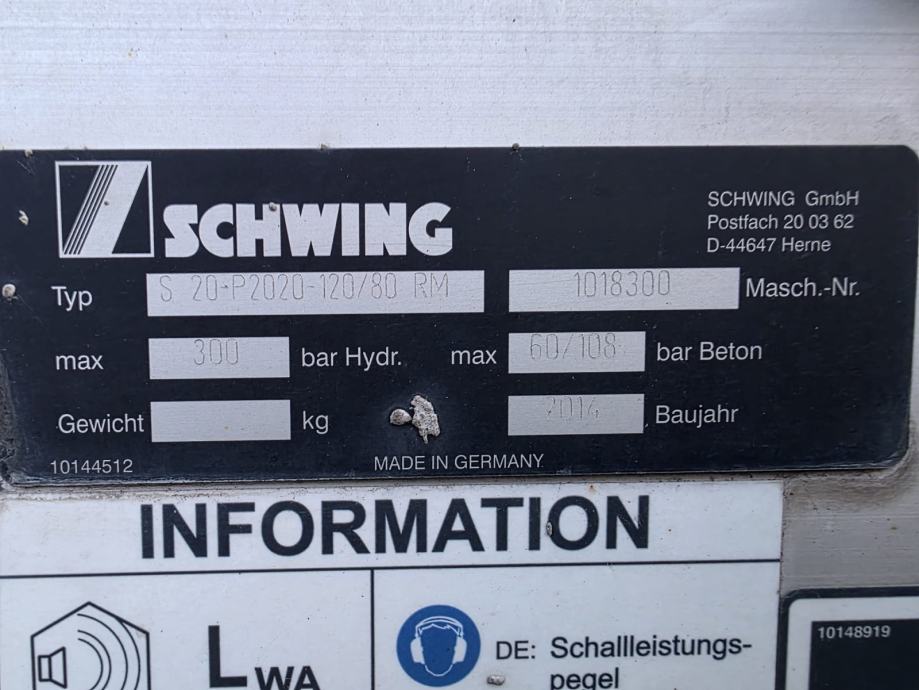 SCHWING
SCHWING GmbH
Postfach 20 03 62
D-44647 Herne
Typ S 20-P2020-120/80 RM 1018300 Masch.-Nr.
max 300 bar Hydr. max 60/108 bar Beton
Gewicht kg 2014 Baujahr
10144512 MADE IN GERMANY
INFORMATION
LWA
DE: Schallleistungs-
pegel
10148919